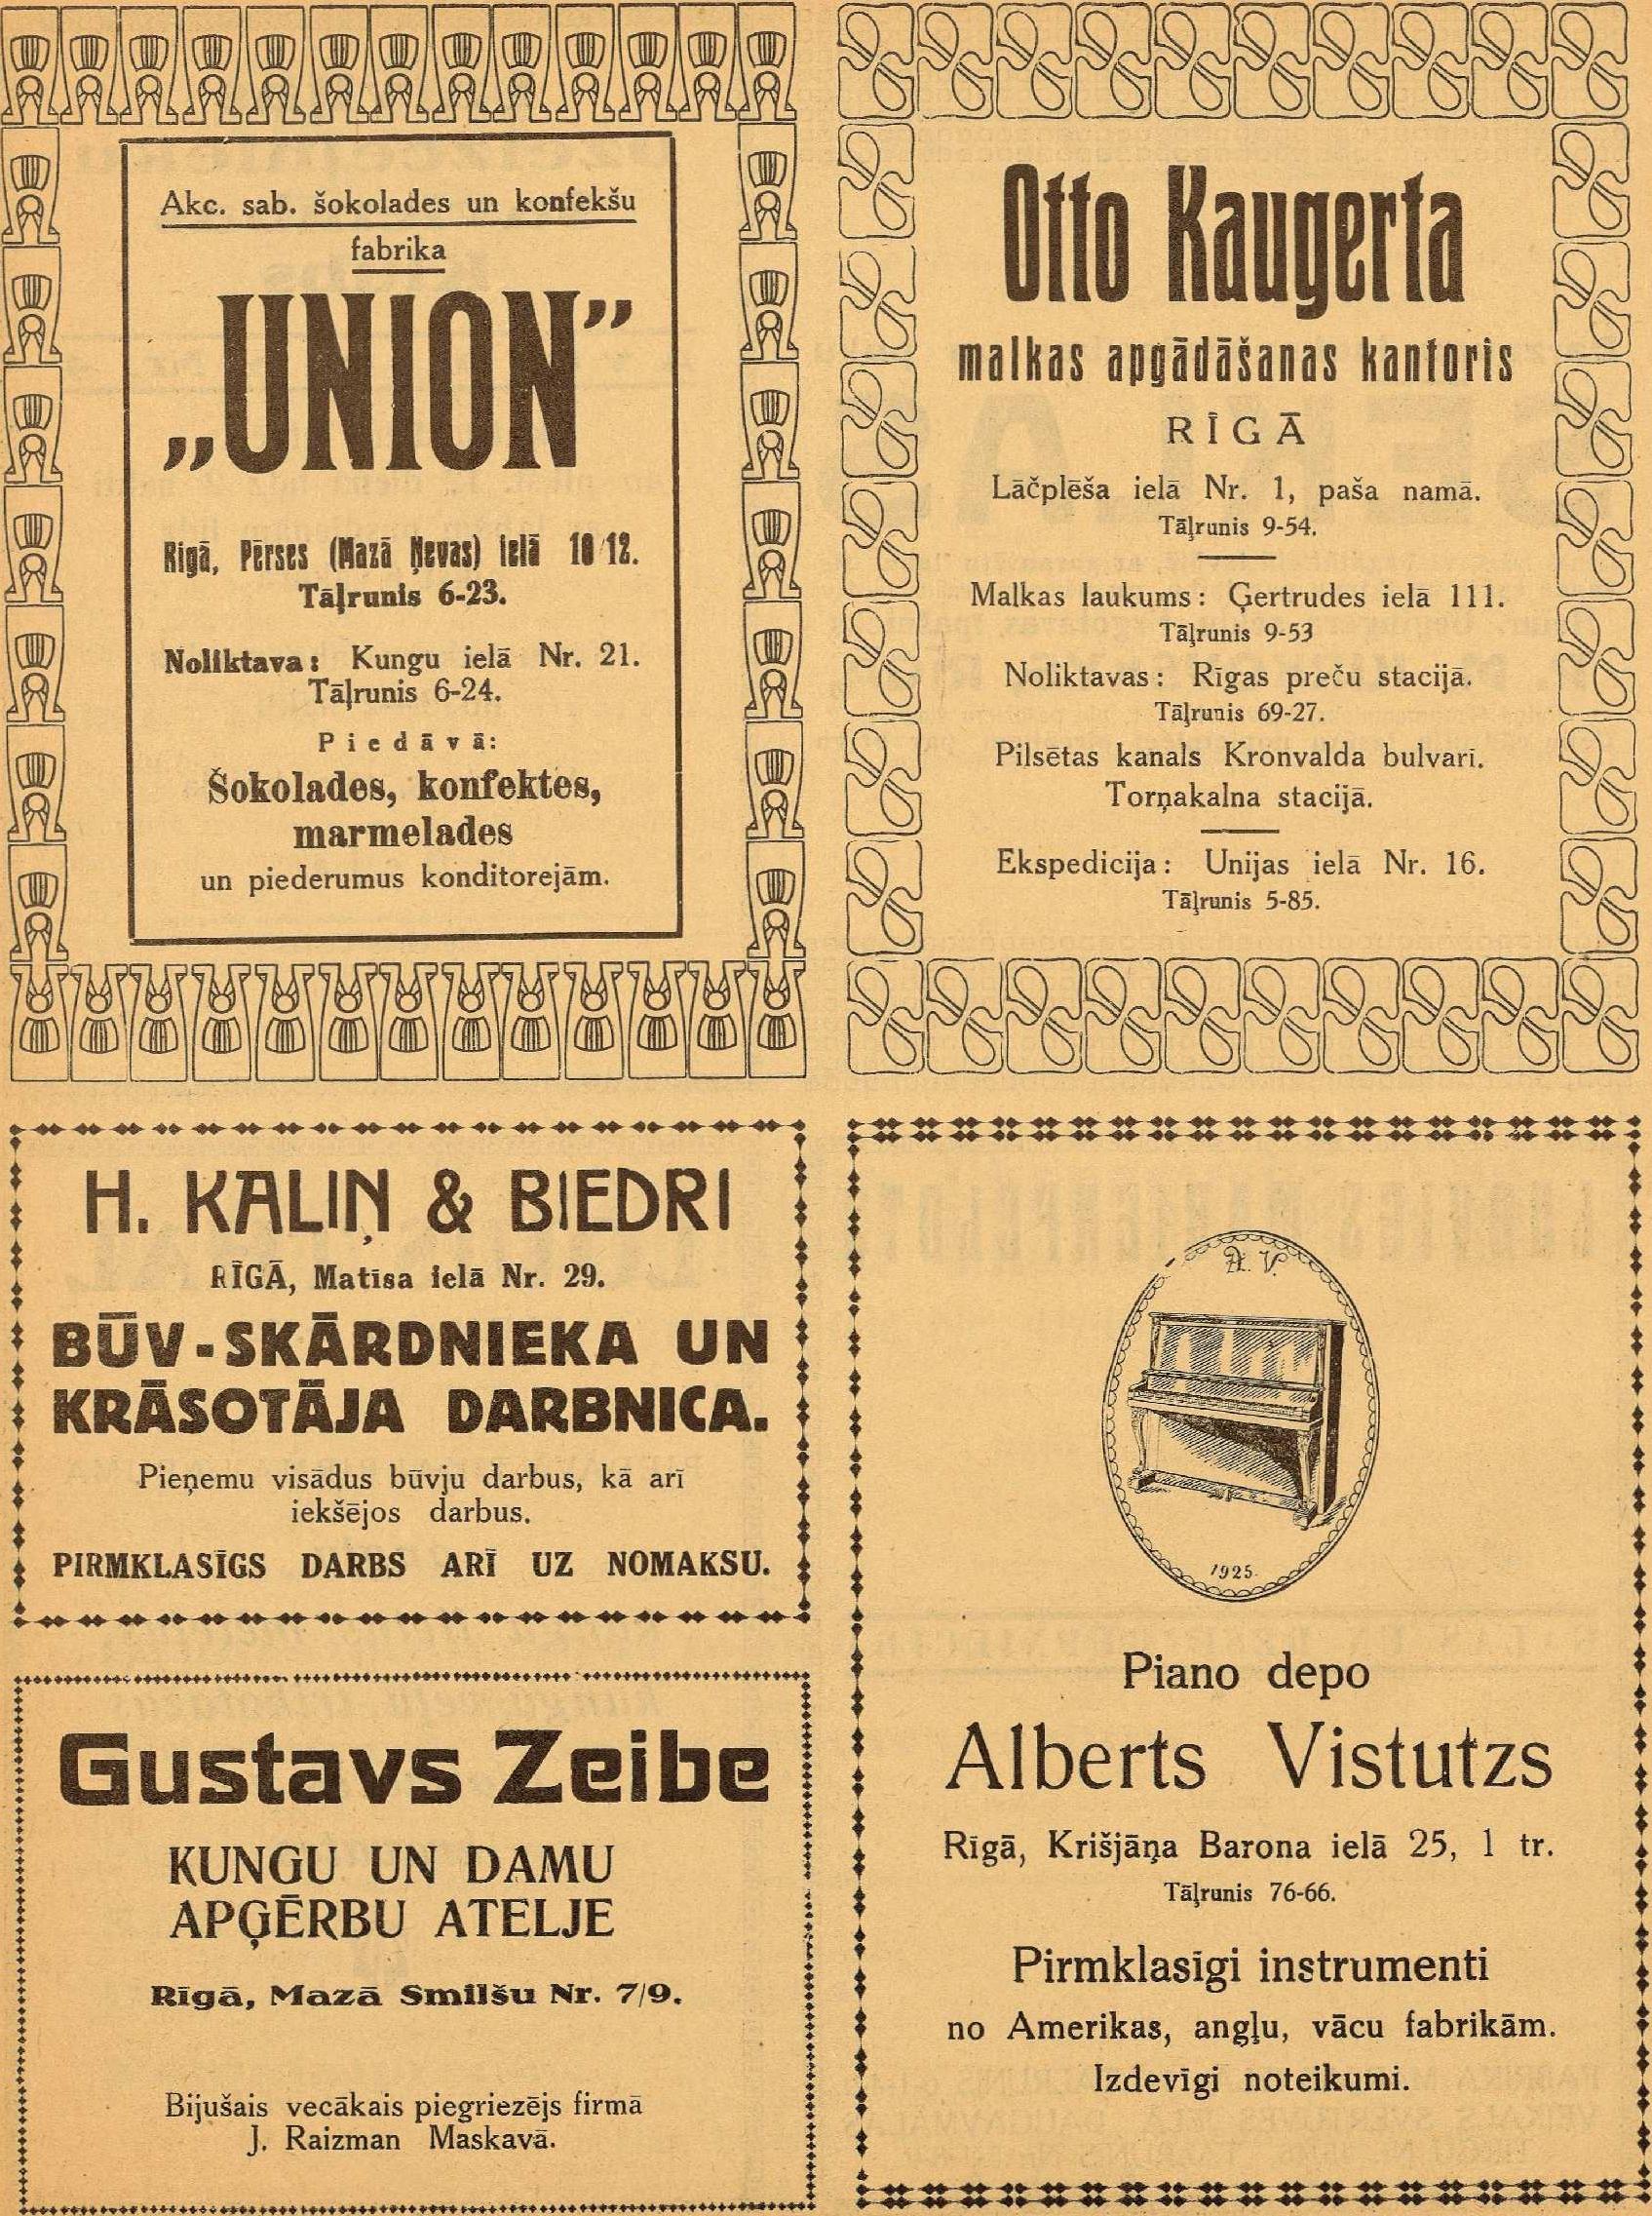 Akc. sab. šokolades un konfekšu
fabrika
„UNION”
Rigā, Pērses (Mazā Ņevas) ielā 10/12.
Tāļrunis 6-23.
Noliktava: Kungu ielā Nr. 21.
Tāļrunis 6-24.
Piedāvā:
Šokolades, konfektes,
marmelades
un piederumus konditorejām.
Otto Kaugerta
malkas apgādāšanas kantoris
RĪGĀ
Lāčplēša ielā Nr. 1, paša namā.
Tāļrunis 9-54.
Malkas laukums: Ģertrudes ielā 111.
Tāļrunis 9-53
Noliktavas: Rīgas preču stacijā.
Tāļrunis 69-27.
Pilsētas kanals Kronvalda bulvarī.
Torņakalna stacijā.
Ekspedicija: Unijas ielā Nr. 16.
Tāļrunis 5-85.
H. KALIŅ & BIEDRI
RĪGĀ, Matīsa ielā Nr. 29.
BŪV-SKĀRDNIEKA UN
KRĀSOTĀJA DARBNICA.
Pieņemu visādus būvju darbus, kā arī
iekšējos darbus.
PIRMKLASĪGS DARBS ARĪ UZ NOMAKSU.
Gustavs Zeibe
KUNGU UN DAMU
APĢĒRBU ATELJE
Rīgā, Mazā Smilšu Nr. 7/9.
Bijušais vecākais piegriezējs firmā
J. Raizman Maskavā.
A. V.
1925.
Piano depo
Alberts Vistutzs
Rīgā, Krišjāņa Barona ielā 25, 1 tr.
Tāļrunis 76-66.
Pirmklasīgi instrumenti
no Amerikas, angļu, vācu fabrikām.
Izdevīgi noteikumi.